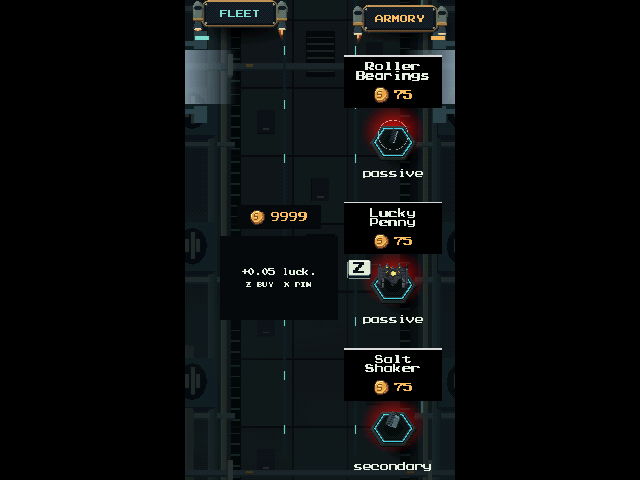 FLEET
ARMORY
Roller
Bearings
75
passive
Lucky
Penny
75
9999
+0.05 luck.
Z BUY X PIN
Z
passive
Salt
Shaker
75
secondary